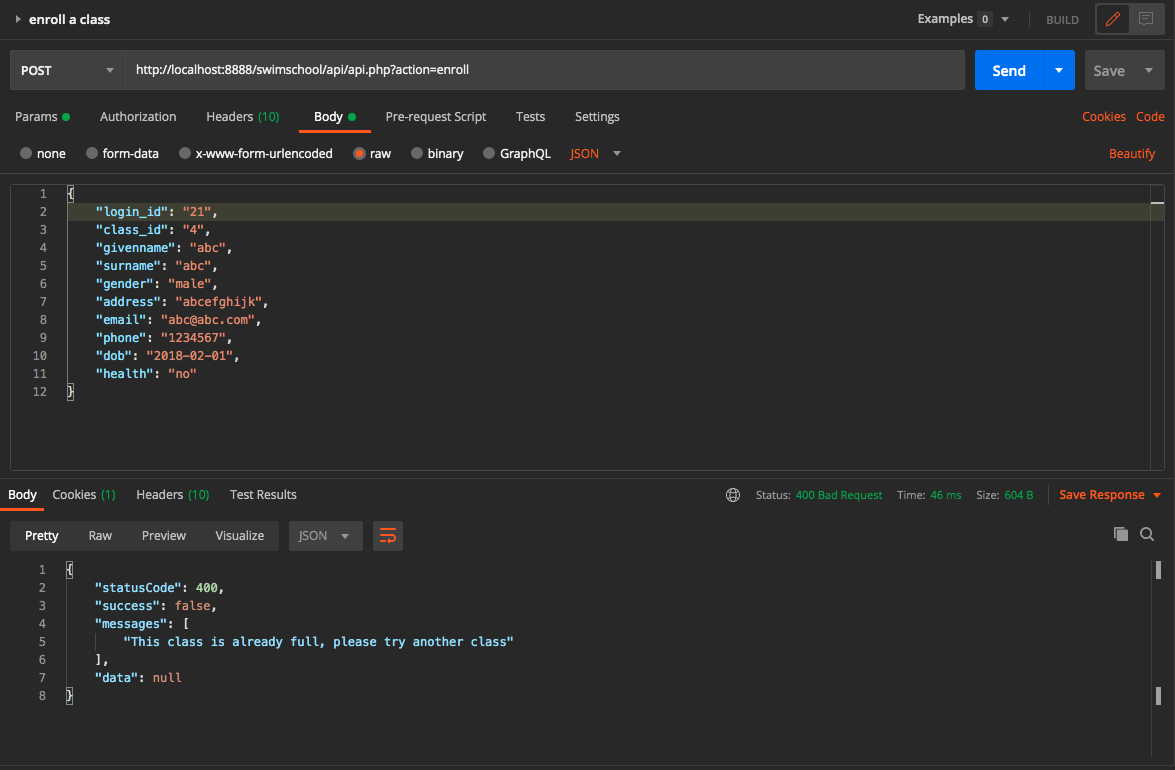 enroll a class
Examples 0 BUILD
POST http://localhost:8888/swimschool/api/api.php?action=enroll Send Save
Params Authorization Headers (10) Body Pre-request Script Tests Settings Cookies Code
none form-data x-www-form-urlencoded raw binary GraphQL JSON Beautify
1 {
2 "login_id": "21",
3 "class_id": "4",
4 "givenname": "abc",
5 "surname": "abc",
6 "gender": "male",
7 "address": "abcefghijk",
8 "email": "abc@abc.com",
9 "phone": "1234567",
10 "dob": "2018-02-01",
11 "health": "no"
12 }
Body Cookies (1) Headers (10) Test Results Status: 400 Bad Request Time: 46 ms Size: 604 B Save Response
Pretty Raw Preview Visualize JSON
1 {
2 "statusCode": 400,
3 "success": false,
4 "messages": [
5 "This class is already full, please try another class"
6 ],
7 "data": null
8 }